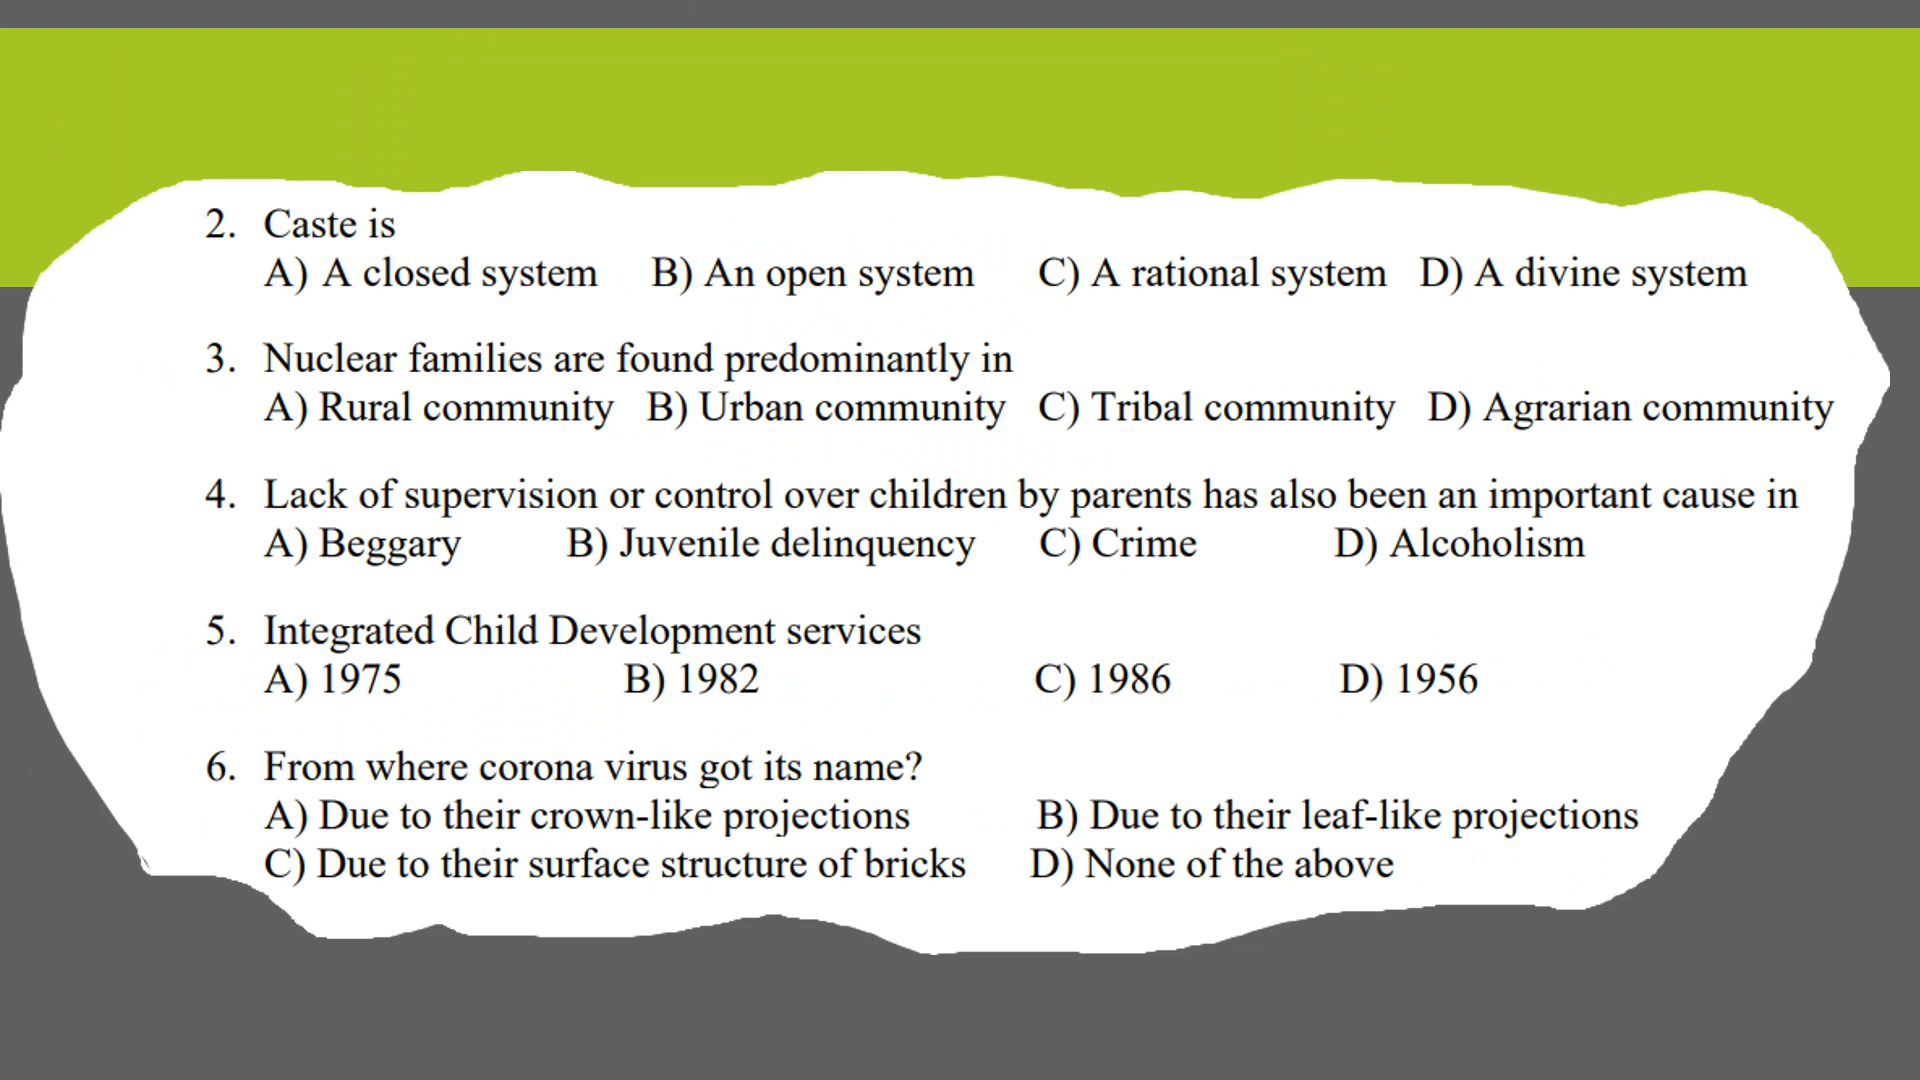 2. Caste is
A) A closed system B) An open system C) A rational system D) A divine system
3. Nuclear families are found predominantly in
A) Rural community B) Urban community C) Tribal community D) Agrarian community
4. Lack of supervision or control over children by parents has also been an important cause in
A) Beggary B) Juvenile delinquency C) Crime D) Alcoholism
5. Integrated Child Development services
A) 1975 B) 1982 C) 1986 D) 1956
6. From where corona virus got its name?
A) Due to their crown-like projections B) Due to their leaf-like projections
C) Due to their surface structure of bricks D) None of the above